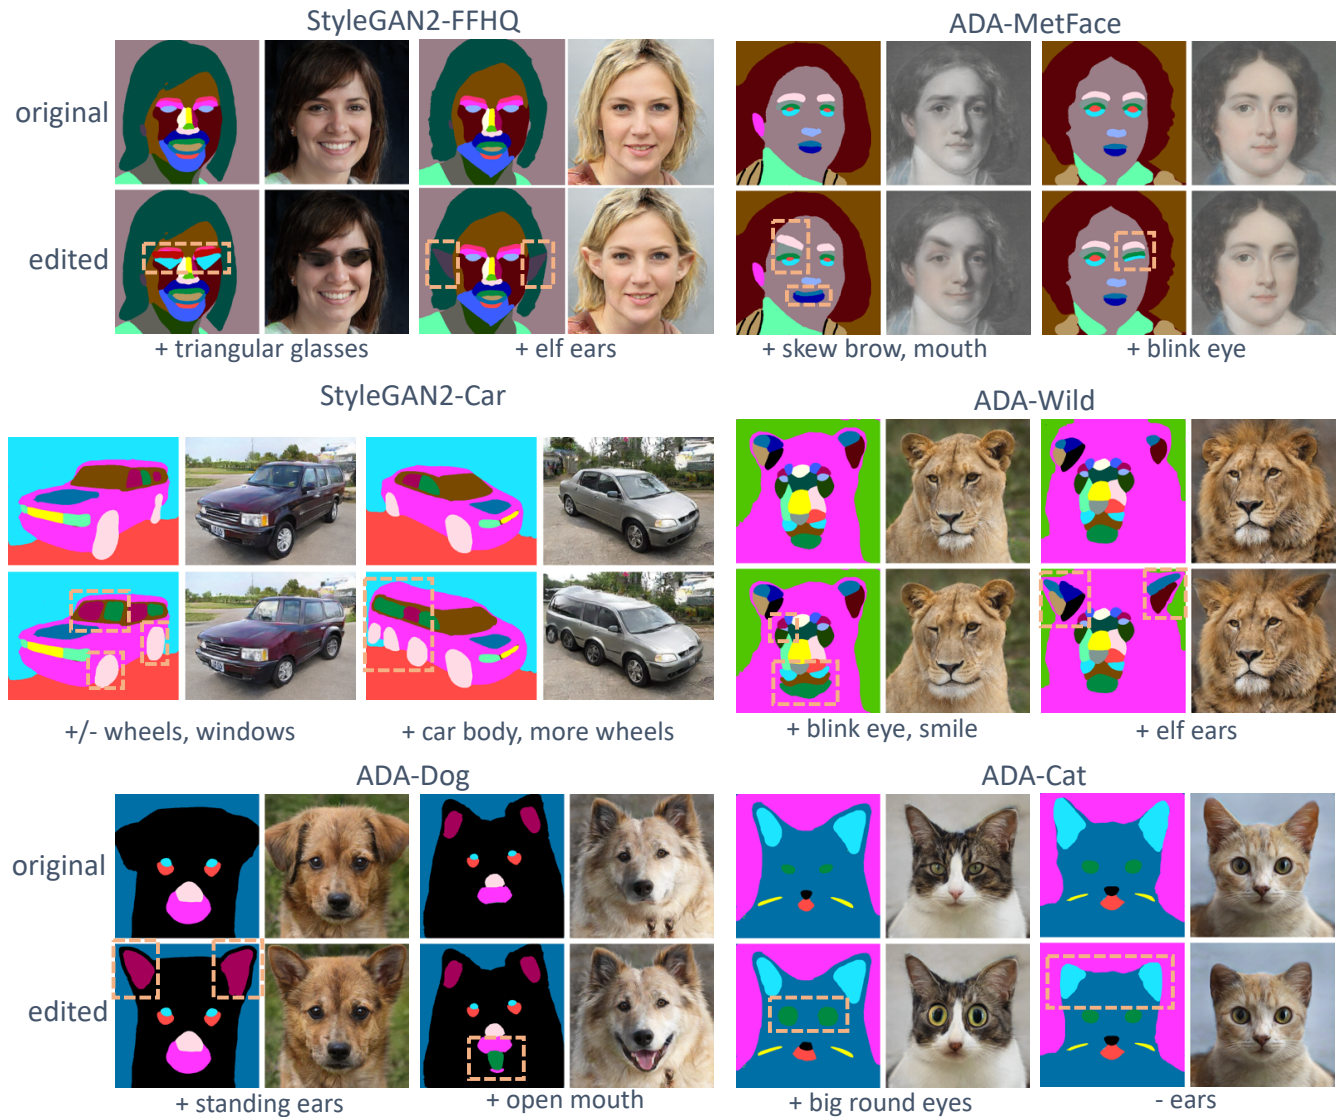 StyleGAN2-FFHQ
ADA-MetFace
original
edited
+ triangular glasses
+ elf ears
+ skew brow, mouth
+ blink eye
StyleGAN2-Car
ADA-Wild
+/- wheels, windows
+ car body, more wheels
+ blink eye, smile
+ elf ears
ADA-Dog
ADA-Cat
original
edited
+ standing ears
+ open mouth
+ big round eyes
- ears